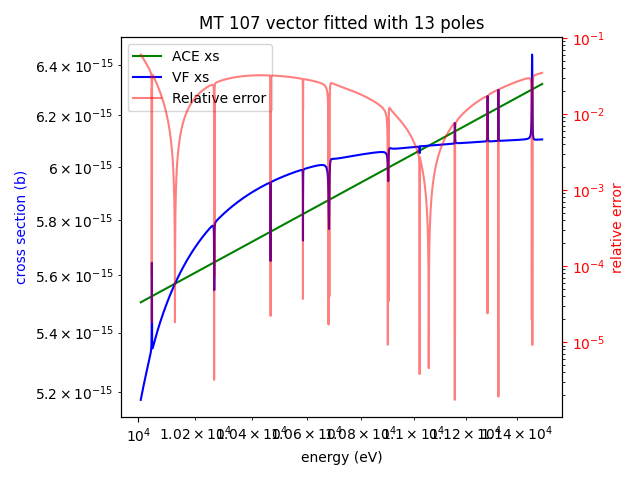 MT 107 vector fitted with 13 poles
ACE xs
VF xs
Relative error
cross section (b)
6.4 × 10⁻¹⁵
6.2 × 10⁻¹⁵
6 × 10⁻¹⁵
5.8 × 10⁻¹⁵
5.6 × 10⁻¹⁵
5.4 × 10⁻¹⁵
5.2 × 10⁻¹⁵
10⁻¹
10⁻²
10⁻³
10⁻⁴
10⁻⁵
relative error
10⁴ 1.02 × 10⁴ 1.04 × 10⁴ 1.06 × 10⁴ 1.08 × 10⁴ 1.1 × 10⁴ 1.12 × 10⁴ 1.14 × 10⁴
energy (eV)